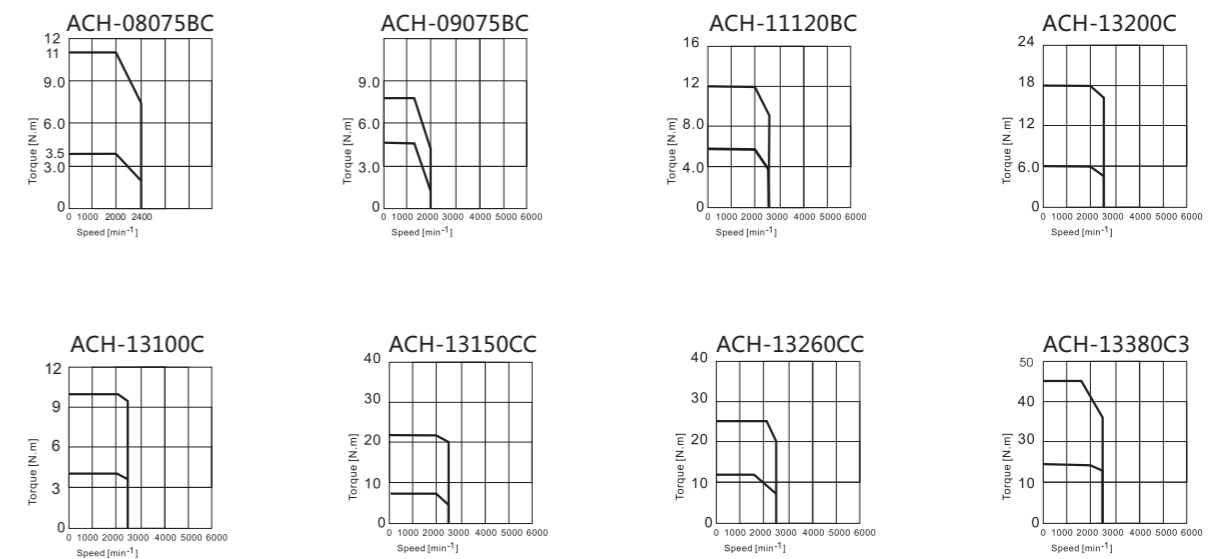 ACH-08075BC
12
11
9.0
6.0
3.5
3.0
0
Torque [N.m]
0 1000 2000 2400
Speed [min-1]
ACH-09075BC
9.0
6.0
3.0
0
Torque [N.m]
0 1000 2000 3000 4000 5000 6000
Speed [min-1]
ACH-11120BC
16
12
8.0
4.0
0
Torque [N.m]
0 1000 2000 3000 4000 5000 6000
Speed [min-1]
ACH-13200C
24
18
12
6.0
0
Torque [N.m]
0 1000 2000 3000 4000 5000 6000
Speed [min-1]
ACH-13100C
12
9
6
3
0
Torque [N.m]
0 1000 2000 3000 4000 5000 6000
Speed [min-1]
ACH-13150CC
40
30
20
10
0
Torque [N.m]
0 1000 2000 3000 4000 5000 6000
Speed [min-1]
ACH-13260CC
40
30
20
10
0
Torque [N.m]
0 1000 2000 3000 4000 5000 6000
Speed [min-1]
ACH-13380C3
50
40
30
10
0
Torque [N.m]
0 1000 2000 3000 4000 5000 6000
Speed [min-1]